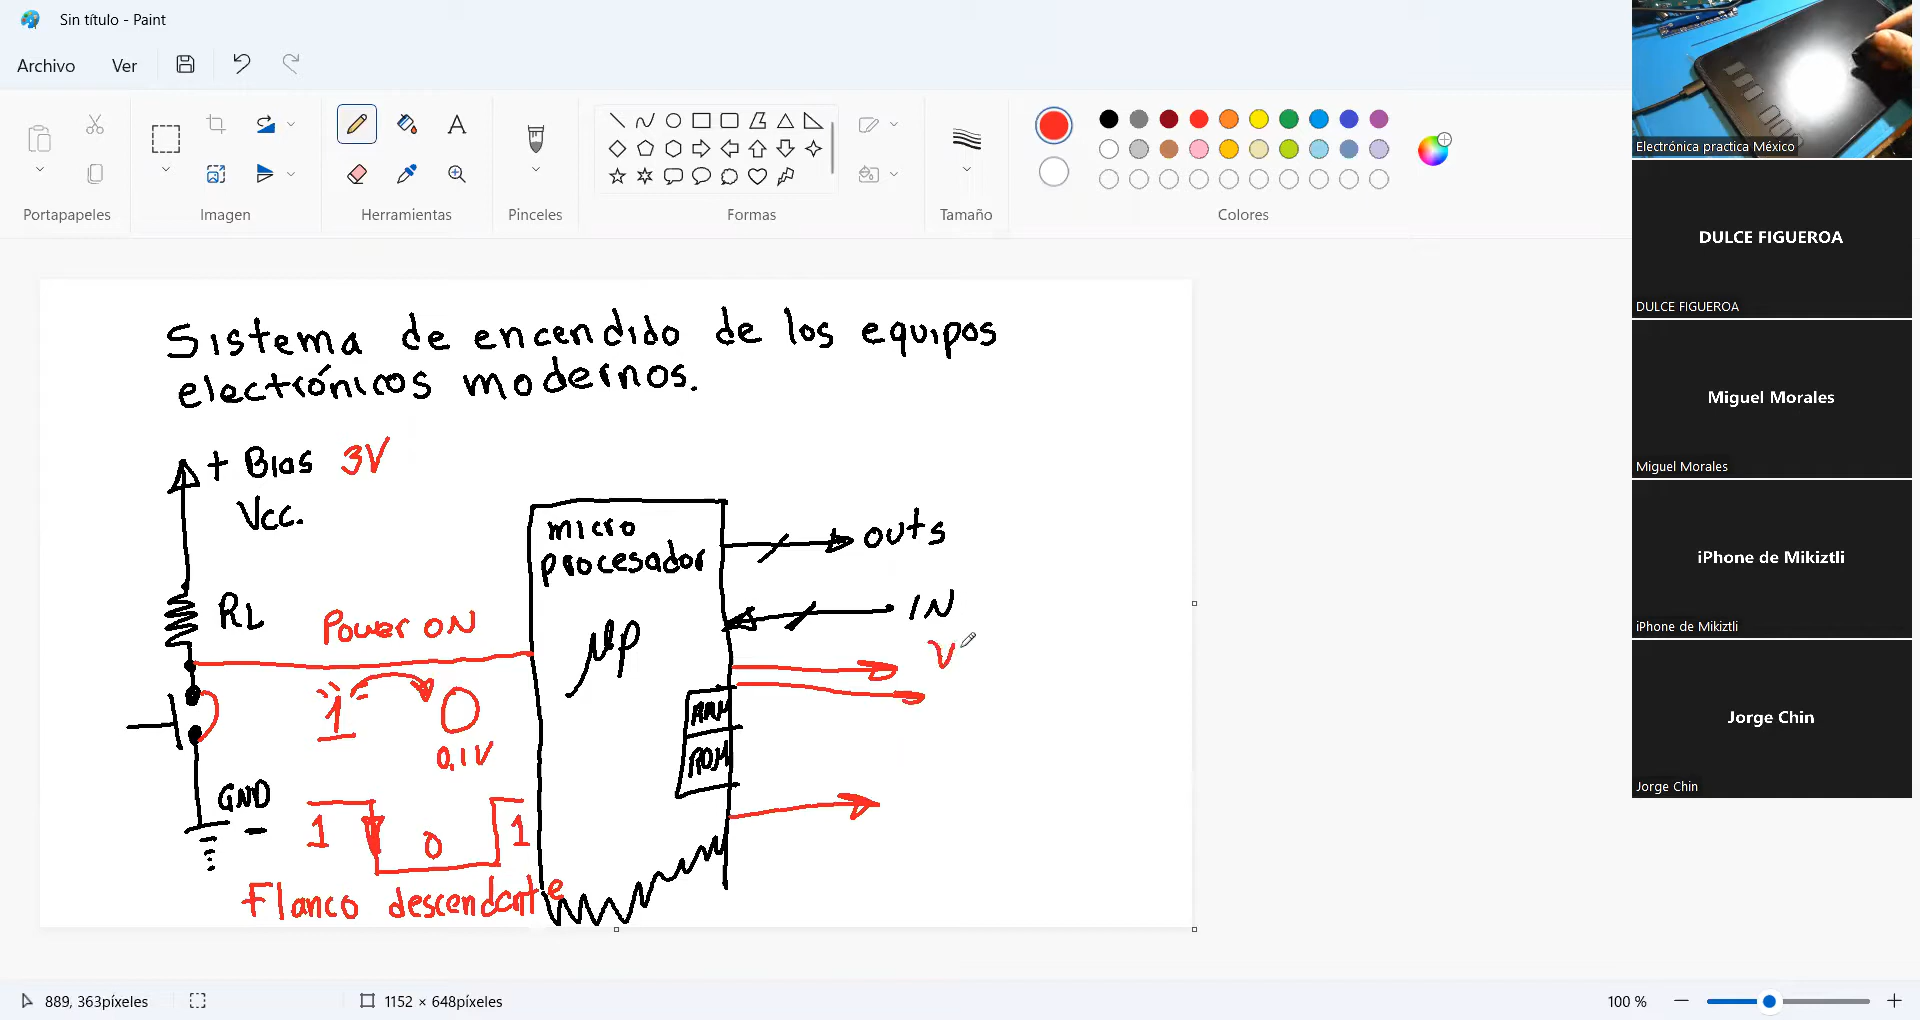 Sin título - Paint
Archivo
Ver
Portapapeles
Imagen
Herramientas
Pinceles
Formas
Tamaño
Colores
Electrónica practica México
DULCE FIGUEROA
DULCE FIGUEROA
Miguel Morales
Miguel Morales
iPhone de Mikiztli
iPhone de Mikiztli
Jorge Chin
Jorge Chin
Sistema de encendido de los equipos
electrónicos modernos.
+ Bias 3V
Vcc.
RL
Power ON
1 0
0,1V
GND
1 0 1
Flanco descendante
micro
procesador
μP
RAM
ROM
outs
IN
V
889, 363píxeles
1152 × 648píxeles
100 %